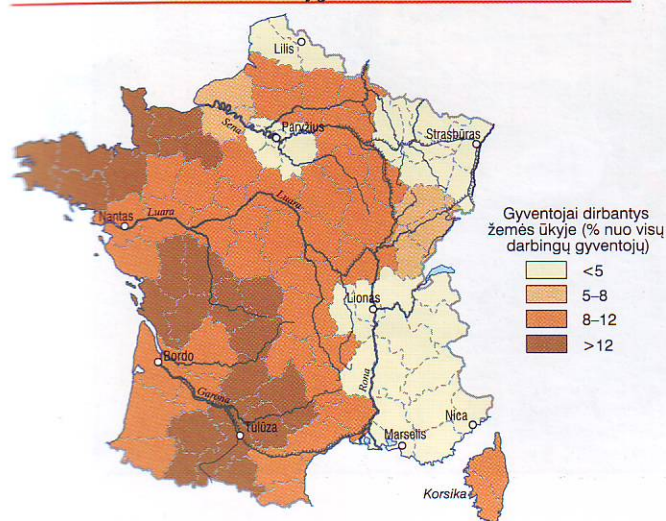 Lilis
Sena
Paryžius
Strasbūras
Nantas
Luara
Luara
Gyventojai dirbantys
žemės ūkyje (% nuo visų
darbingų gyventojų)
<5
5–8
8–12
>12
Lionas
Bordo
Garona
Rona
Tulūza
Marselis
Nica
Korsika